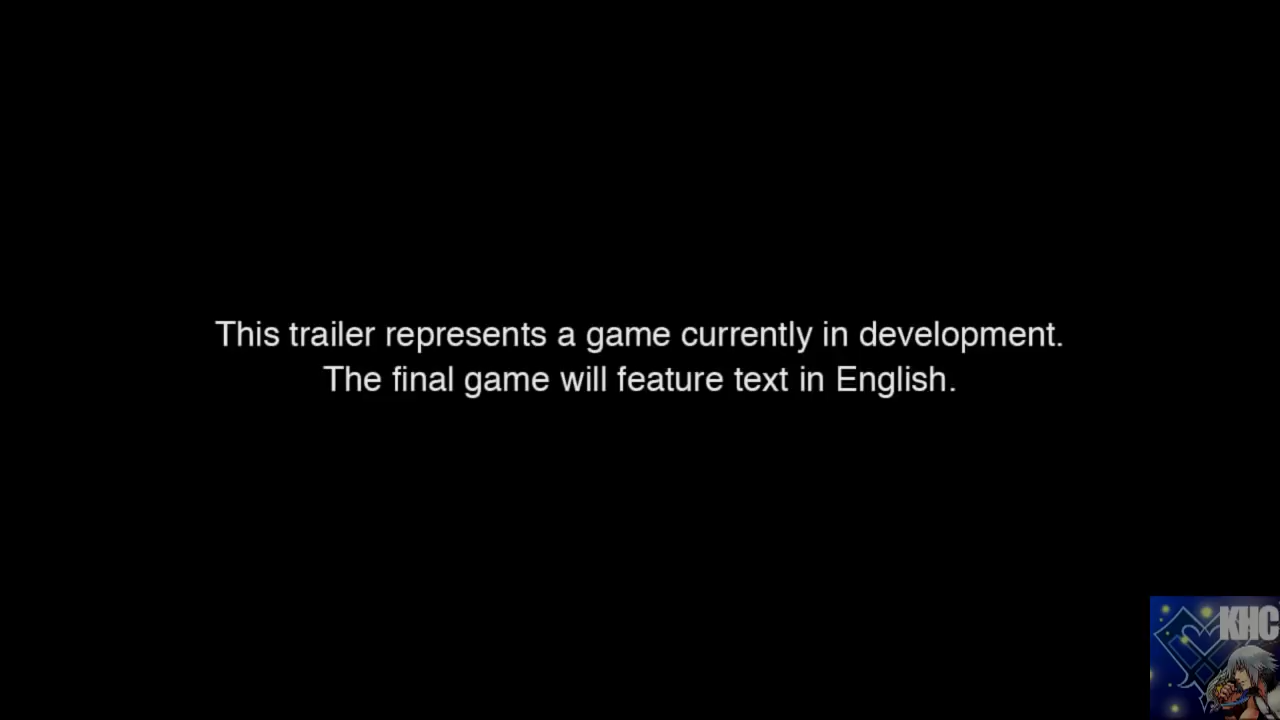 This trailer represents a game currently in development.
The final game will feature text in English.
KHC